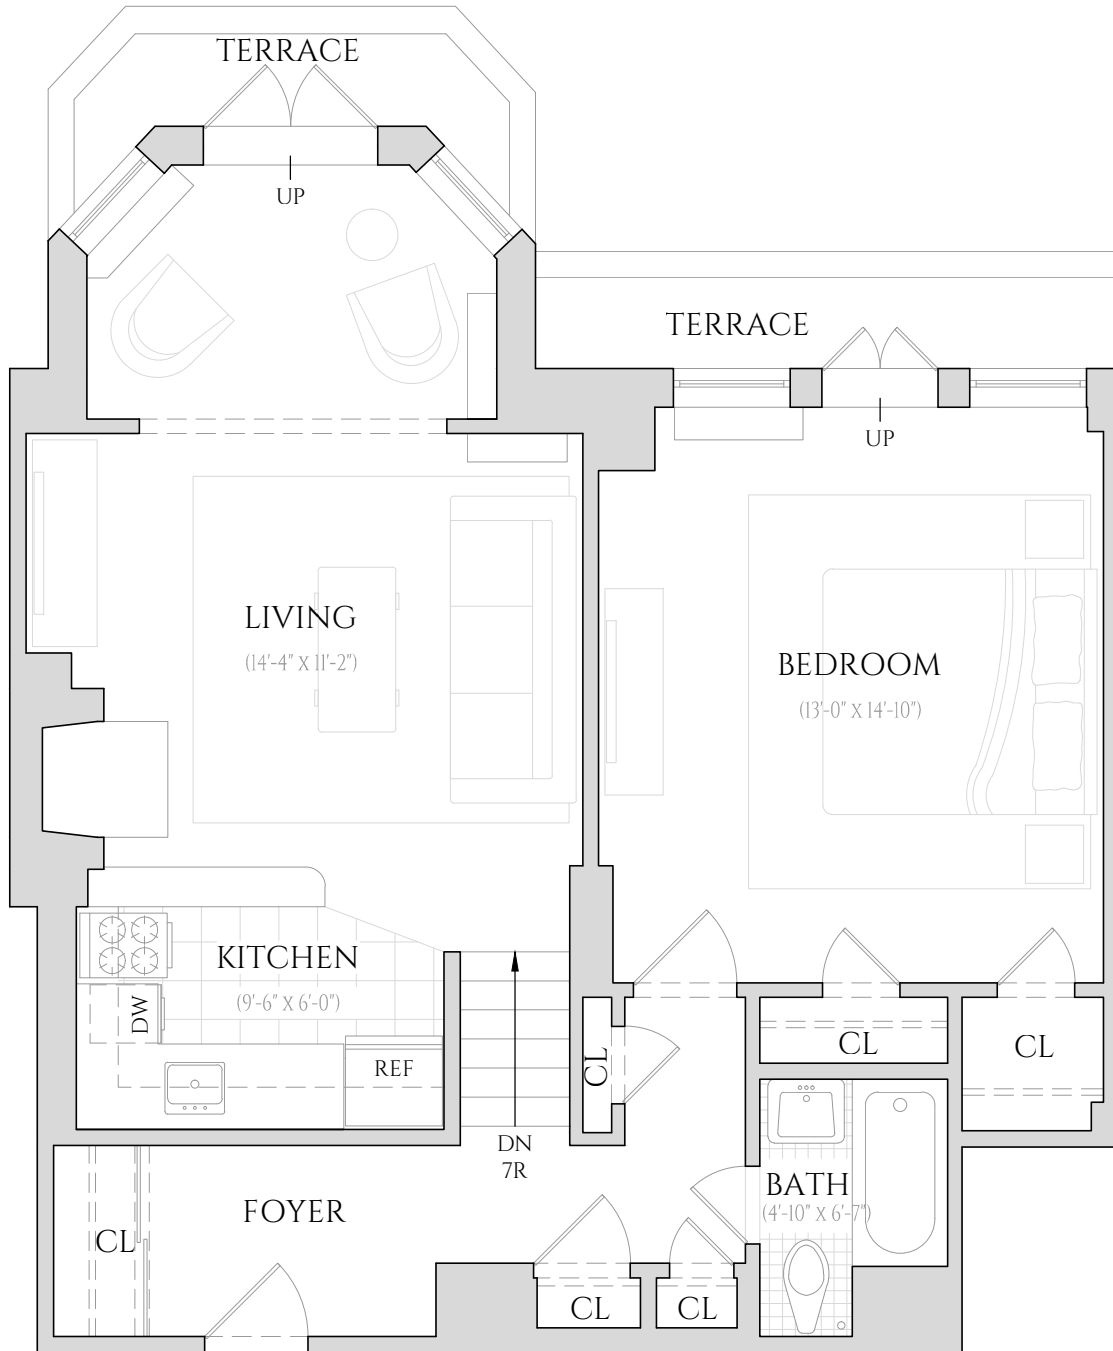 TERRACE
UP
TERRACE
UP
LIVING
(14'-4" X 11'-2")
BEDROOM
(13'-0" X 14'-10")
KITCHEN
(9'-6" X 6'-0")
DW
REF
CL
CL
CL
DN
7R
BATH
(4'-10" X 6'-7")
FOYER
CL
CL
CL